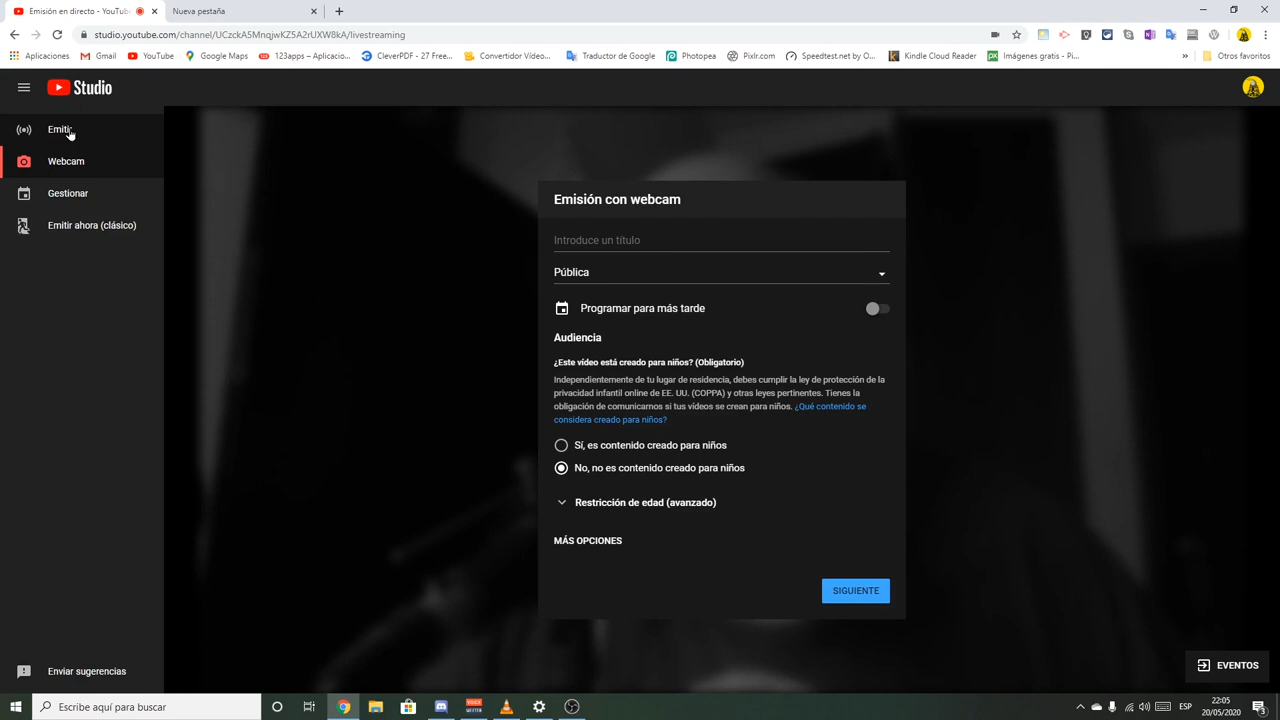 Emisión en directo - YouTub
Nueva pestaña
studio.youtube.com/channel/UCzckA5MnqjwKZ5A2rUXW8kA/livestreaming
Aplicaciones
Gmail
YouTube
Google Maps
123apps – Aplicacio...
CleverPDF - 27 Free...
Convertidor Vídeo...
Traductor de Google
Photopea
Pixlr.com
Speedtest.net by O...
Kindle Cloud Reader
Imágenes gratis - Pi...
»
Otros favoritos
Studio
Emitir
Webcam
Gestionar
Emitir ahora (clásico)
Emisión con webcam
Introduce un título
Pública
Programar para más tarde
Audiencia
¿Este vídeo está creado para niños? (Obligatorio)
Independientemente de tu lugar de residencia, debes cumplir la ley de protección de la
privacidad infantil online de EE. UU. (COPPA) y otras leyes pertinentes. Tienes la
obligación de comunicarnos si tus vídeos se crean para niños. ¿Qué contenido se
considera creado para niños?
Sí, es contenido creado para niños
No, no es contenido creado para niños
Restricción de edad (avanzado)
MÁS OPCIONES
SIGUIENTE
Enviar sugerencias
EVENTOS
Escribe aquí para buscar
ESP
22:05
20/05/2020